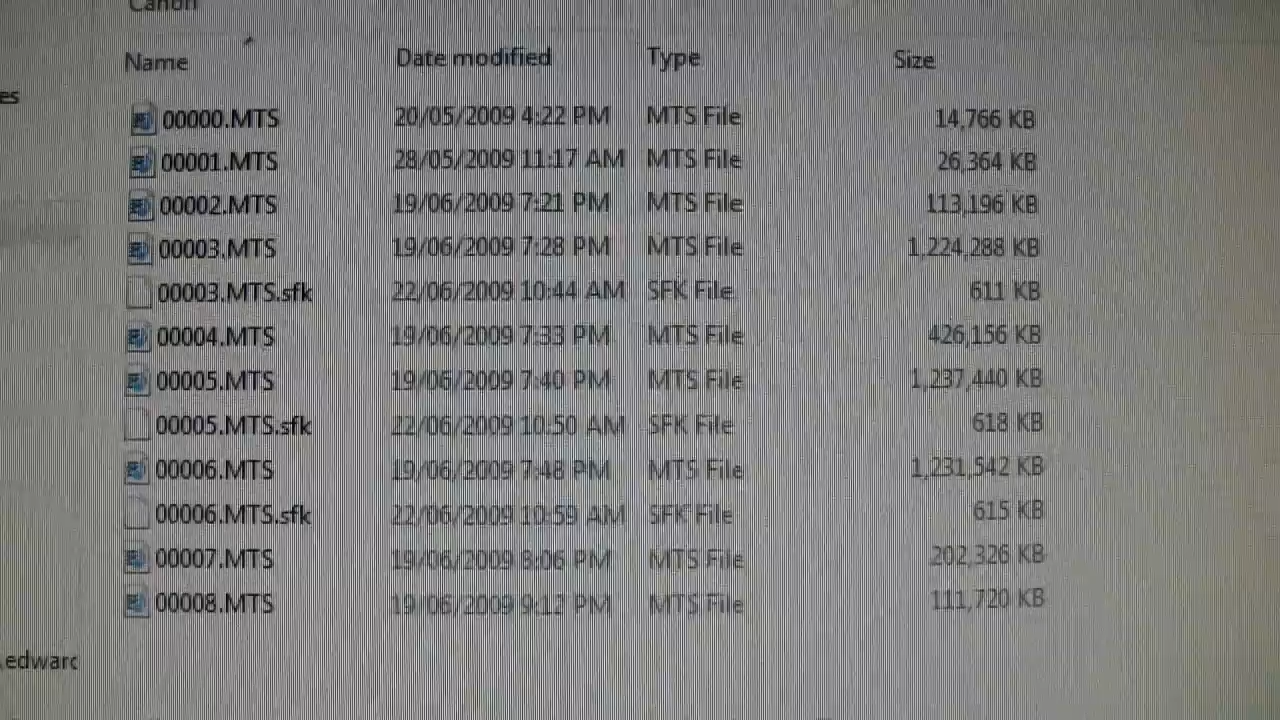 Canon
Name Date modified Type Size
es
00000.MTS 20/05/2009 4:22 PM MTS File 14,766 KB
00001.MTS 28/05/2009 11:17 AM MTS File 26,364 KB
00002.MTS 19/06/2009 7:21 PM MTS File 113,196 KB
00003.MTS 19/06/2009 7:28 PM MTS File 1,224,288 KB
00003.MTS.sfk 22/06/2009 10:44 AM SFK File 611 KB
00004.MTS 19/06/2009 7:33 PM MTS File 426,156 KB
00005.MTS 19/06/2009 7:40 PM MTS File 1,237,440 KB
00005.MTS.sfk 22/06/2009 10:50 AM SFK File 618 KB
00006.MTS 19/06/2009 7:48 PM MTS File 1,231,542 KB
00006.MTS.sfk 22/06/2009 10:59 AM SFK File 615 KB
00007.MTS 19/06/2009 8:06 PM MTS File 202,326 KB
00008.MTS 19/06/2009 9:12 PM MTS File 111,720 KB
.edwarc